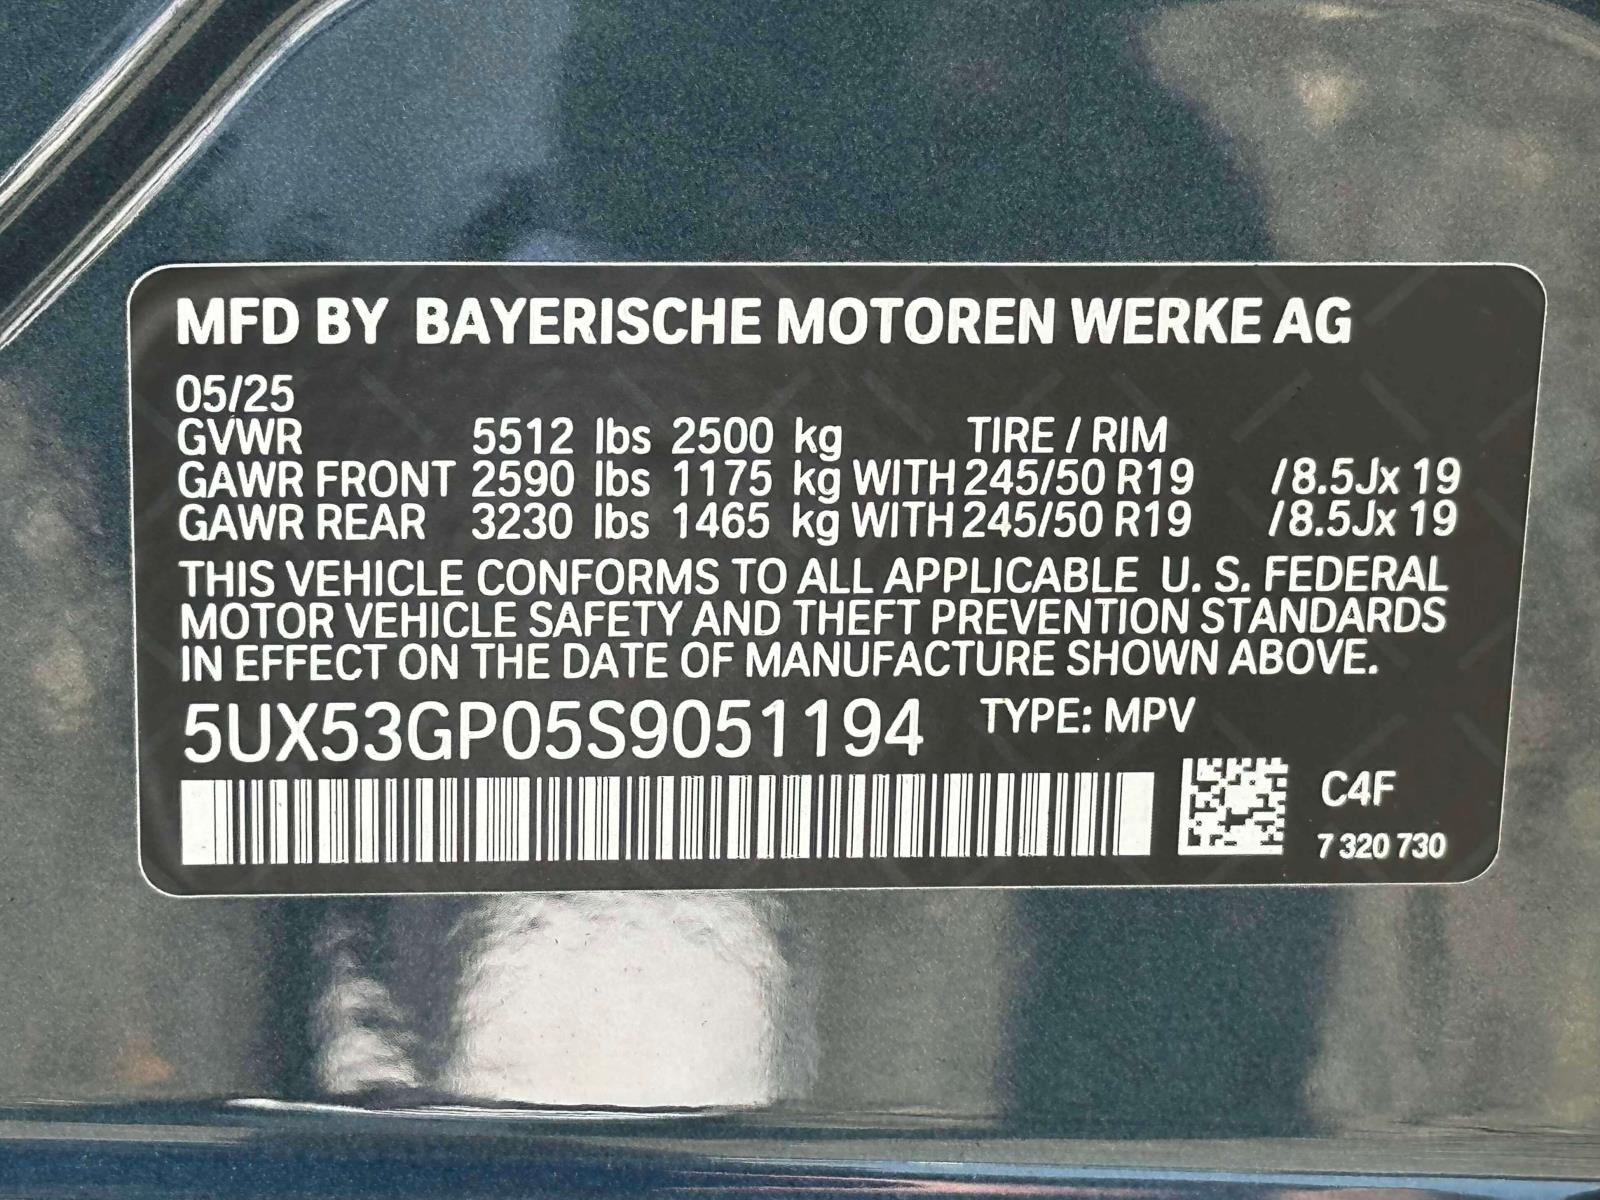 MFD BY BAYERISCHE MOTOREN WERKE AG
05/25
GVWR 5512 lbs 2500 kg TIRE / RIM
GAWR FRONT 2590 lbs 1175 kg WITH 245/50 R19 /8.5Jx 19
GAWR REAR 3230 lbs 1465 kg WITH 245/50 R19 /8.5Jx 19
THIS VEHICLE CONFORMS TO ALL APPLICABLE U. S. FEDERAL
MOTOR VEHICLE SAFETY AND THEFT PREVENTION STANDARDS
IN EFFECT ON THE DATE OF MANUFACTURE SHOWN ABOVE.
5UX53GP05S9051194 TYPE: MPV
C4F
7 320 730